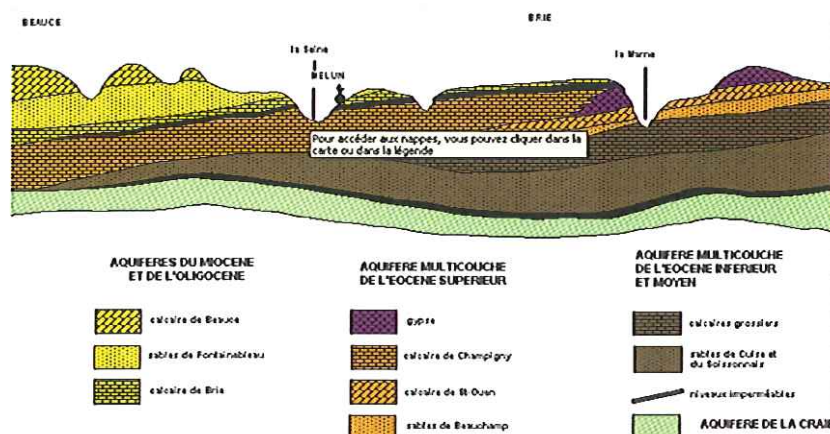 BEAUCE
BRIE
la Seine
MELUN
la Marne
Pour accéder aux nappes, vous pouvez cliquer dans la
carte ou dans la légende
AQUIFERES DU MIOCENE
ET DE L'OLIGOCENE
calcaire de Beauce
sables de Fontainebleau
calcaire de Brie
AQUIFERE MULTICOUCHE
DE L'EOCENE SUPERIEUR
gypse
calcaire de Champigny
calcaire de St-Ouen
sables de Beauchamp
AQUIFERE MULTICOUCHE
DE L'EOCENE INFERIEUR
ET MOYEN
calcaires grossiers
sables de Cuise et
du Soissonnais
niveaux imperméables
AQUIFERE DE LA CRAIE